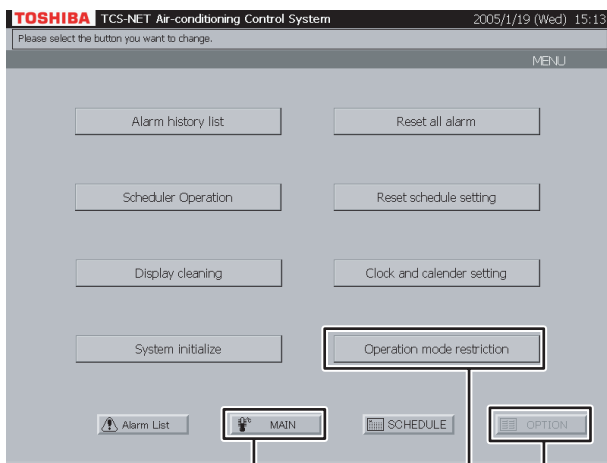 TOSHIBA TCS-NET Air-conditioning Control System 2005/1/19 (Wed) 15:13
Please select the button you want to change.
MENU
Alarm history list Reset all alarm
Scheduler Operation Reset schedule setting
Display cleaning Clock and calender setting
System initialize Operation mode restriction
Alarm List °C MAIN SCHEDULE OPTION